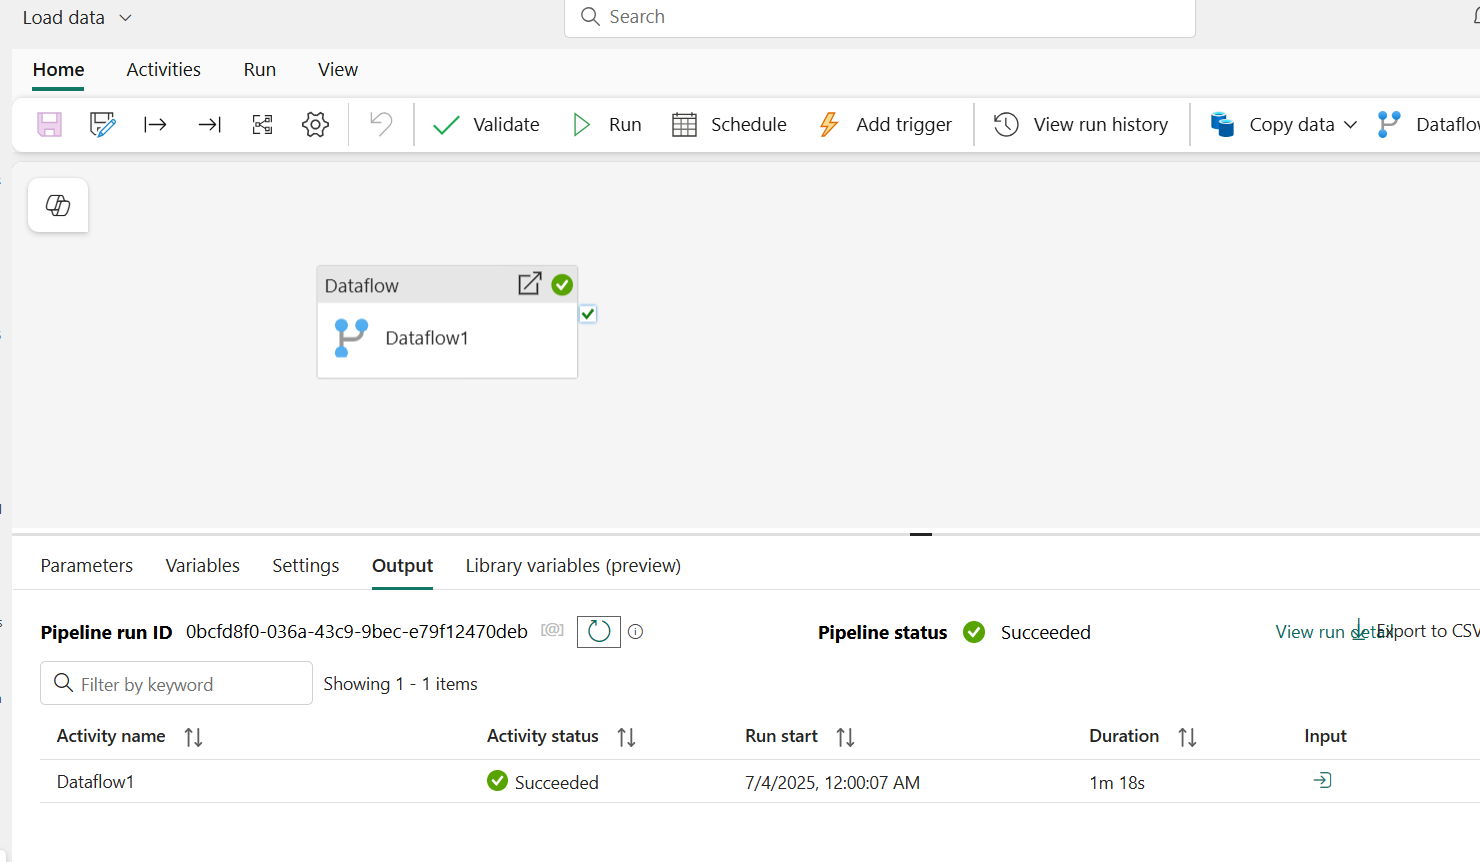 Load data
Search
Home Activities Run View
Validate Run Schedule Add trigger View run history Copy data
Dataflow
Dataflow1
Parameters Variables Settings Output Library variables (preview)
Pipeline run ID 0bcfd8f0-036a-43c9-9bec-e79f12470deb [@] Pipeline status Succeeded View run detail Export to CSV
Filter by keyword Showing 1 - 1 items
Activity name Activity status Run start Duration Input
Dataflow1 Succeeded 7/4/2025, 12:00:07 AM 1m 18s